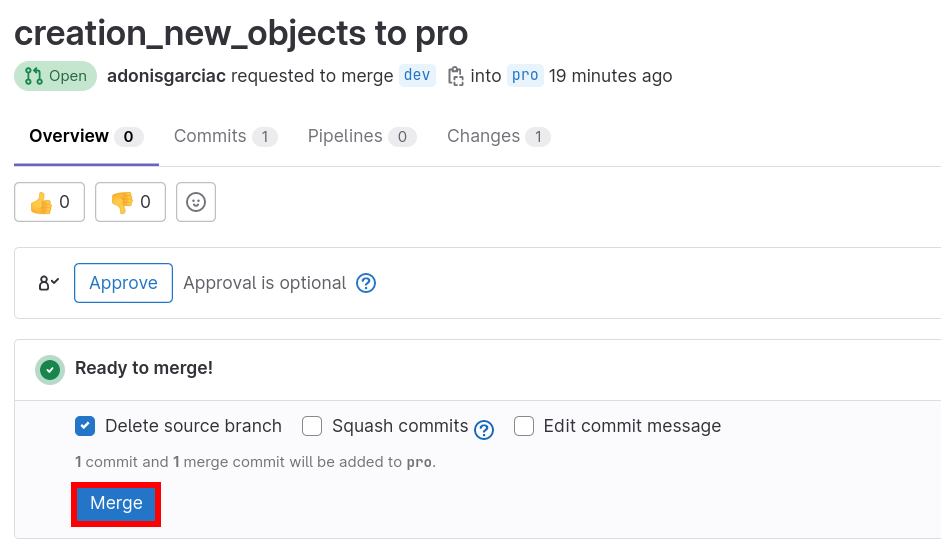 creation_new_objects to pro
Open adonisgarciac requested to merge dev into pro 19 minutes ago
Overview 0 Commits 1 Pipelines 0 Changes 1
0 0
Approve Approval is optional ?
Ready to merge!
Delete source branch Squash commits ? Edit commit message
1 commit and 1 merge commit will be added to pro.
Merge